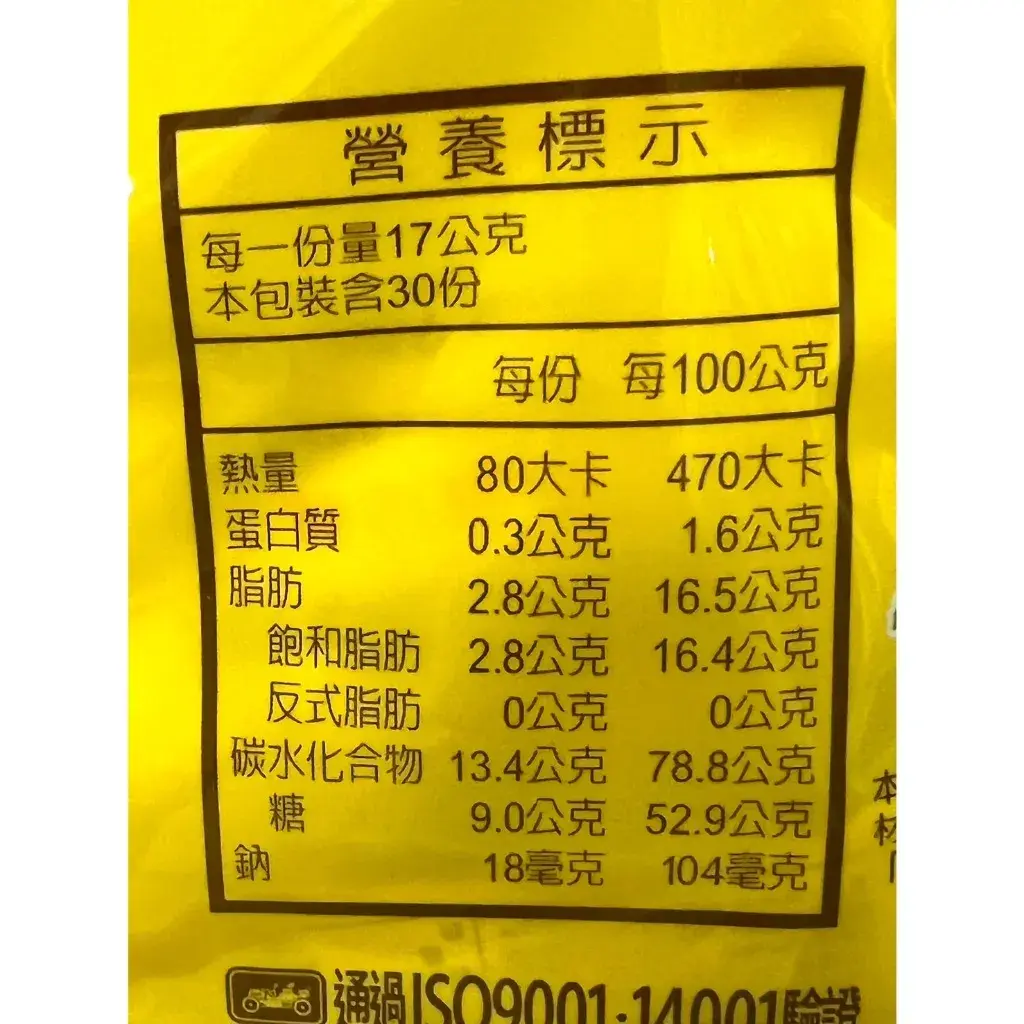 營養標示
每一份量17公克
本包裝含30份
每份 每100公克
熱量 80大卡 470大卡
蛋白質 0.3公克 1.6公克
脂肪 2.8公克 16.5公克
飽和脂肪 2.8公克 16.4公克
反式脂肪 0公克 0公克
碳水化合物 13.4公克 78.8公克
糖 9.0公克 52.9公克
鈉 18毫克 104毫克
通過ISO9001·14001驗證
本